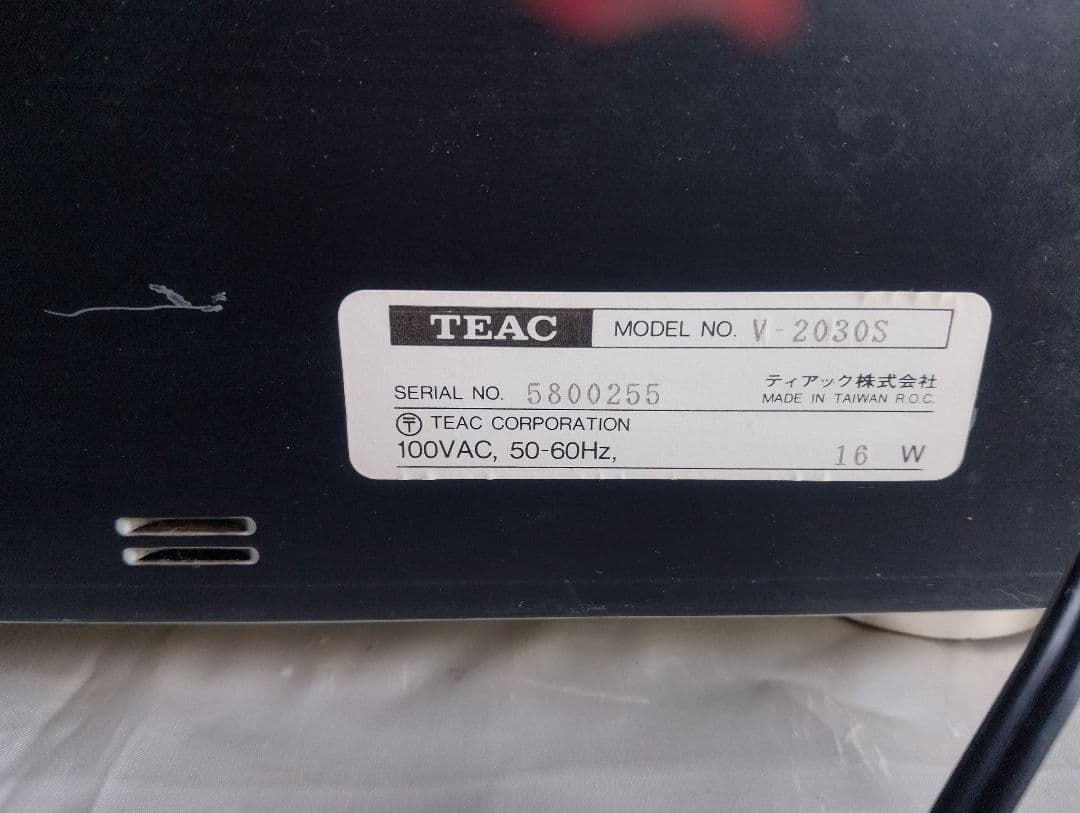 TEAC MODEL NO. V-2030S
SERIAL NO. 5800255
ティアック株式会社
MADE IN TAIWAN R.O.C.
〒 TEAC CORPORATION
100VAC, 50-60Hz, 16 W